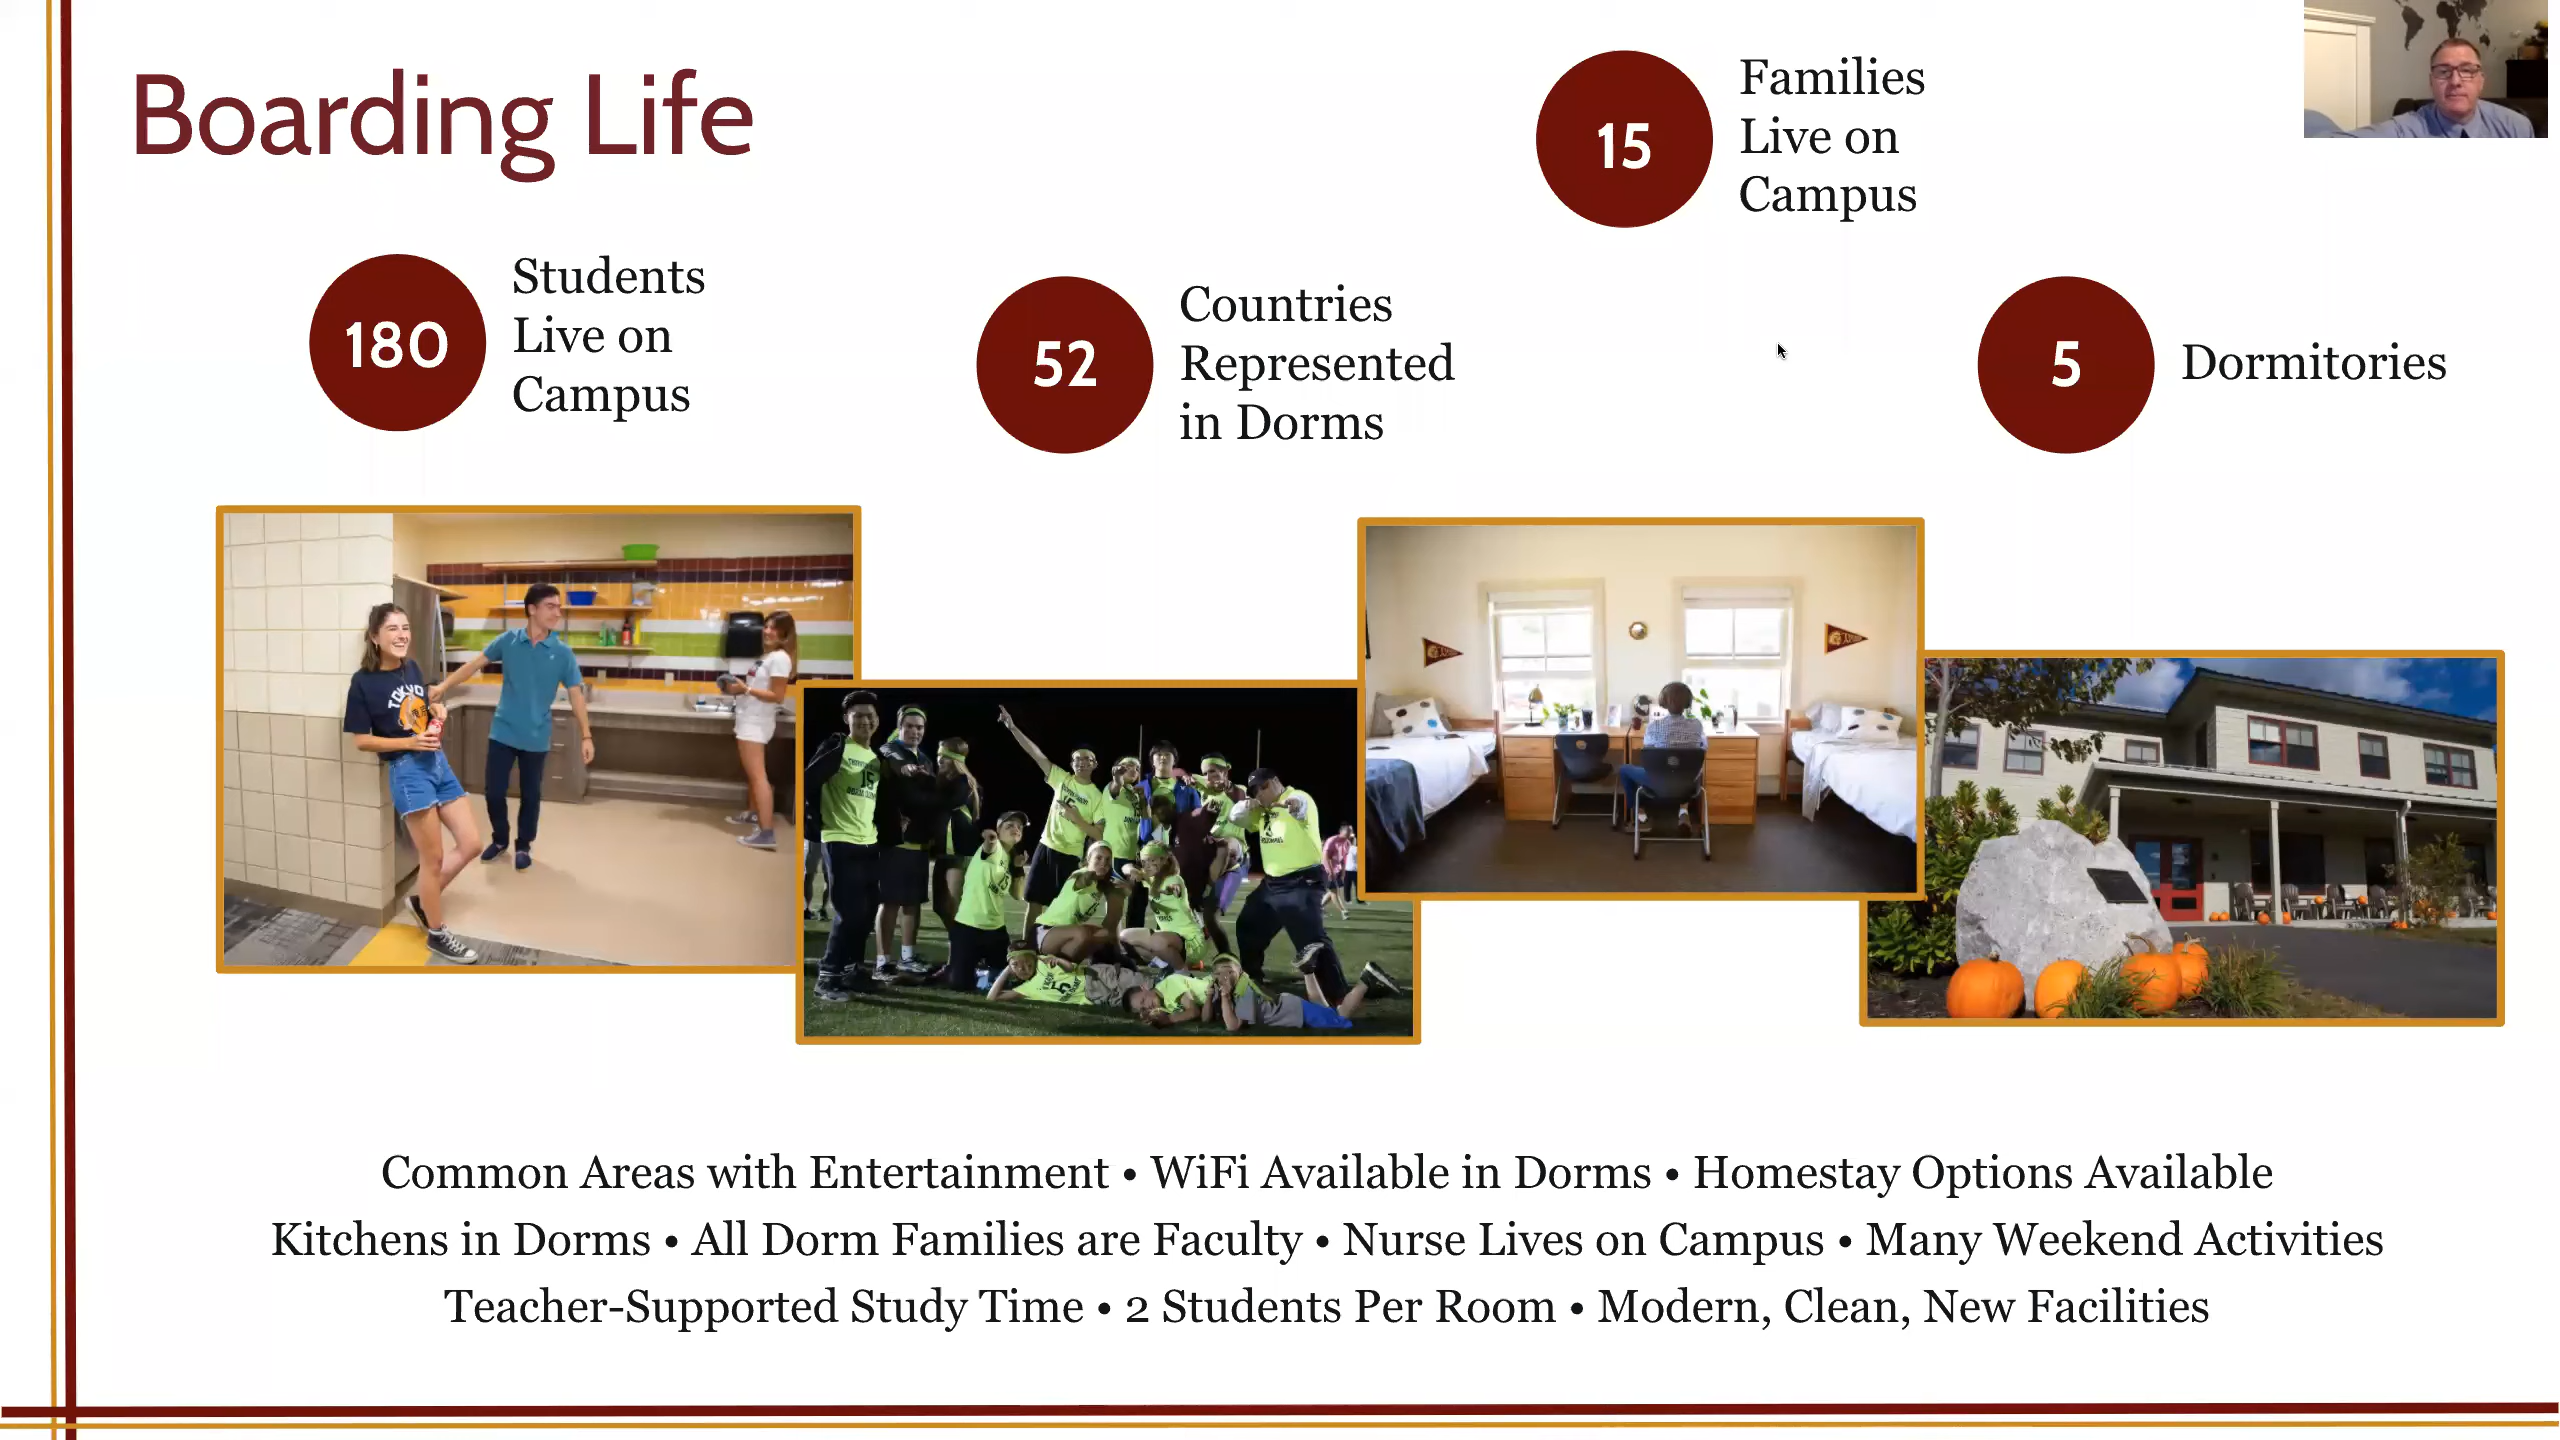 Boarding Life
15
Families
Live on
Campus
180
Students
Live on
Campus
52
Countries
Represented
in Dorms
5
Dormitories
TOKYO
15
Common Areas with Entertainment • WiFi Available in Dorms • Homestay Options Available
Kitchens in Dorms • All Dorm Families are Faculty • Nurse Lives on Campus • Many Weekend Activities
Teacher-Supported Study Time • 2 Students Per Room • Modern, Clean, New Facilities